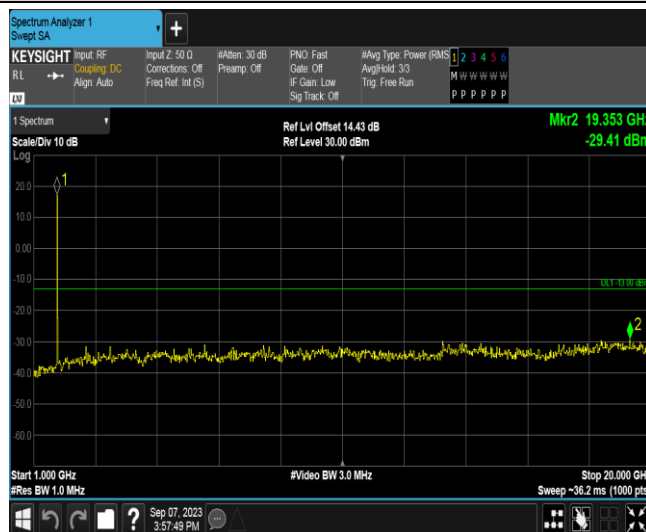 Spectrum Analyzer 1
Swept SA
KEYSIGHT
RL
LXI
Input: RF
Coupling: DC
Align: Auto
Input Z: 50 Ω
Corrections: Off
Freq Ref: Int (S)
#Atten: 30 dB
Preamp: Off
PNO: Fast
Gate: Off
IF Gain: Low
Sig Track: Off
#Avg Type: Power (RMS
Avg|Hold: 3/3
Trig: Free Run
1 2 3 4 5 6
M W W W W W
P P P P P P
1 Spectrum
Scale/Div 10 dB
Log
Ref Lvl Offset 14.43 dB
Ref Level 30.00 dBm
Mkr2 19.353 GHz
-29.41 dBm
1
20.0
10.0
0.00
-10.0
DL1 -13.00 dBm
-20.0
2
-30.0
-40.0
-50.0
-60.0
Start 1.000 GHz
#Res BW 1.0 MHz
#Video BW 3.0 MHz
Stop 20.000 GHz
Sweep ~36.2 ms (1000 pts
?
Sep 07, 2023
3:57:49 PM